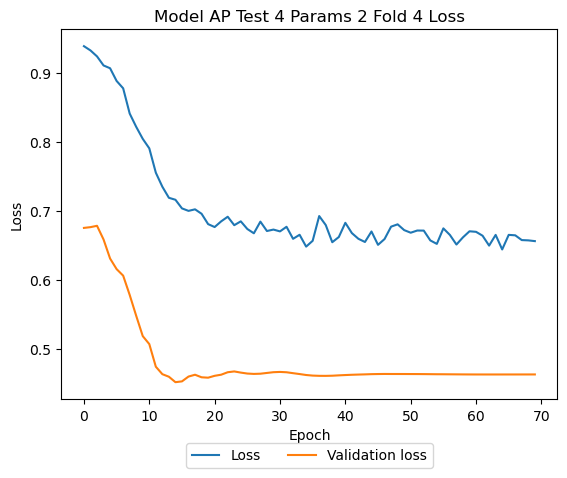 Model AP Test 4 Params 2 Fold 4 Loss
0.9
0.8
0.7
0.6
0.5
Loss
0 10 20 30 40 50 60 70
Epoch
Loss Validation loss